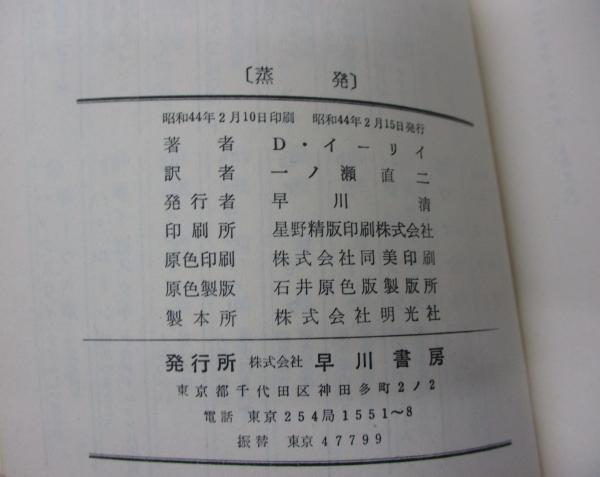 〔蒸発〕
昭和44年2月10日印刷 昭和44年2月15日発行
著者 D・イーリイ
訳者 一ノ瀬直二
発行者 早川清
印刷所 星野精版印刷株式会社
原色印刷 株式会社同美印刷
原色製版 石井原色版製版所
製本所 株式会社明光社
発行所 株式会社 早川書房
東京都千代田区神田多町2ノ2
電話 東京254局1551〜8
振替 東京47799